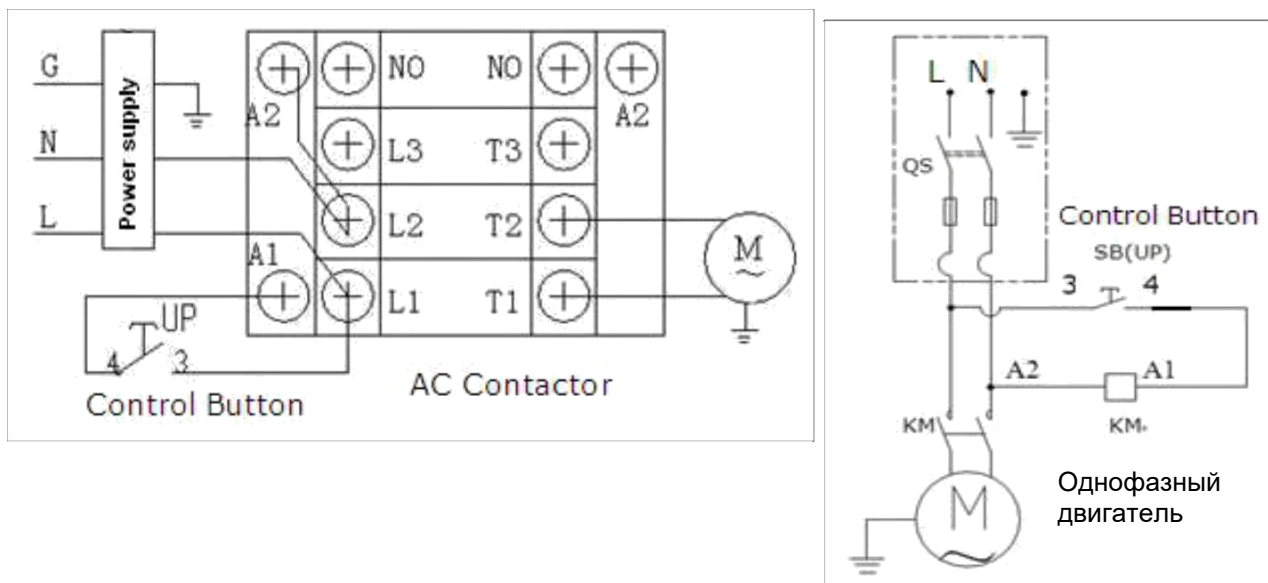 G
N
L
Power supply
A2
NO
NO
A2
L3
T3
L2
T2
A1
L1
T1
M
UP
4
3
Control Button
AC Contactor
L N
QS
Control Button
SB(UP)
3
4
A2
A1
KM
KM
M
Однофазный
двигатель